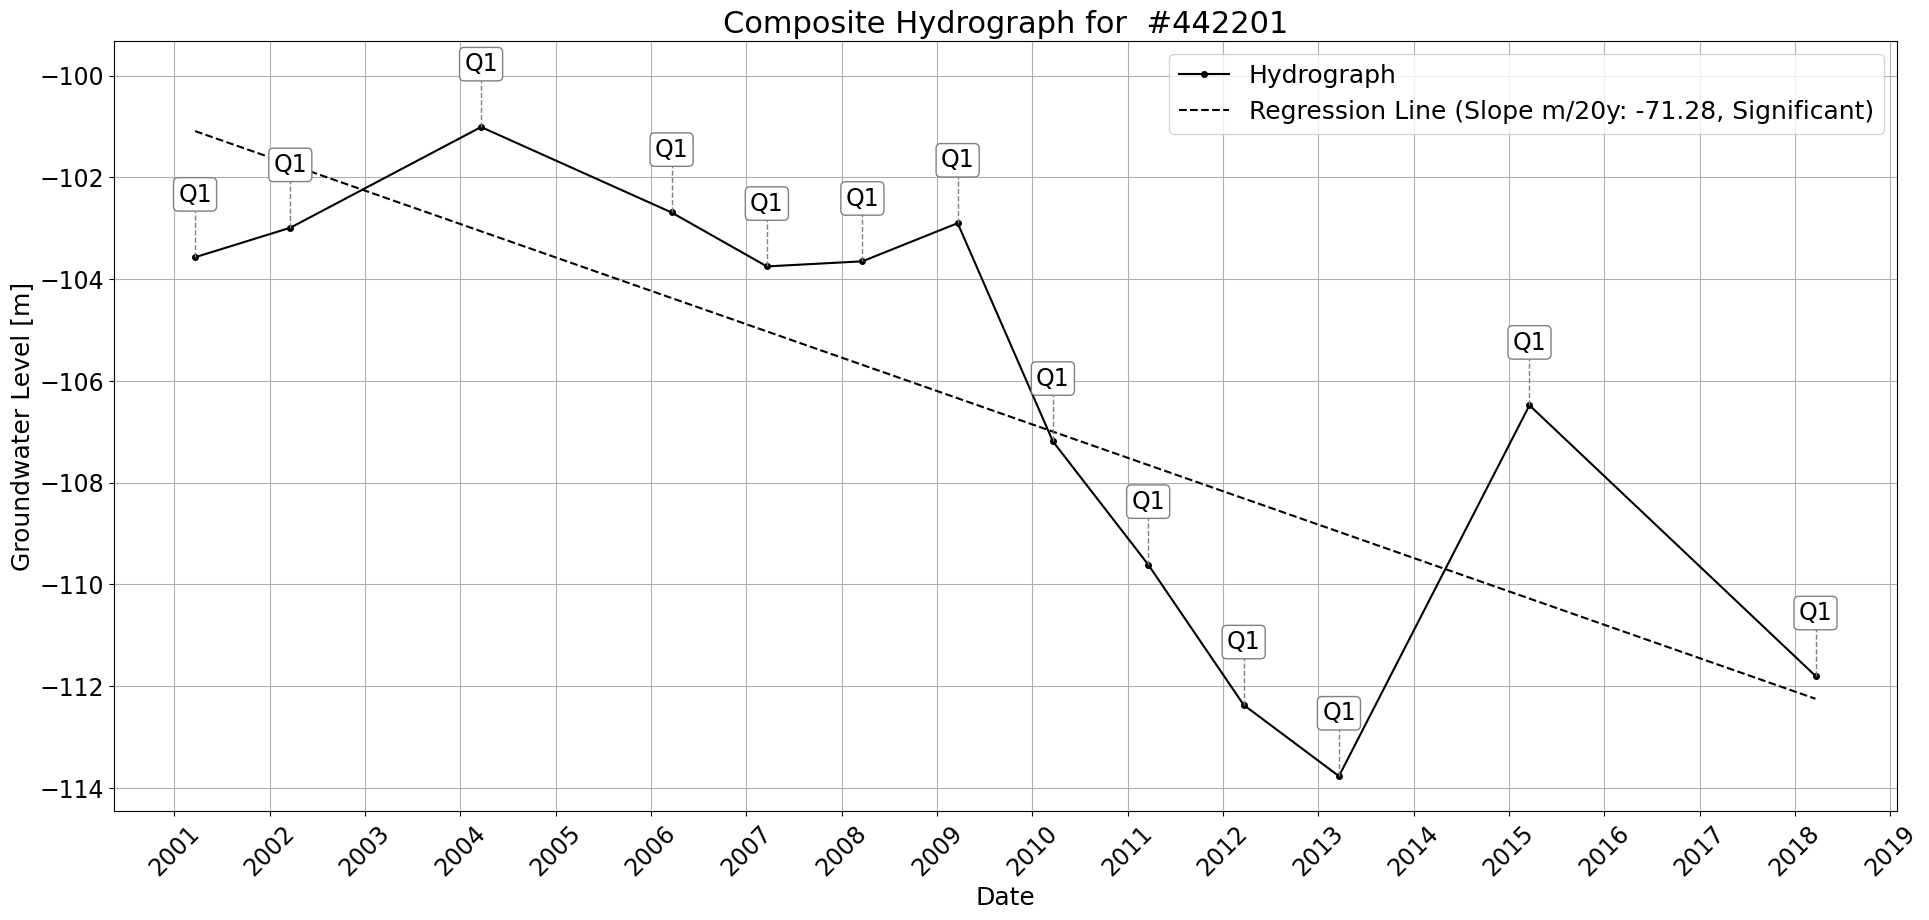 Composite Hydrograph for  #442201
Hydrograph
Regression Line (Slope m/20y: -71.28, Significant)
Groundwater Level [m]
−100
−102
−104
−106
−108
−110
−112
−114
Q1
Q1
Q1
Q1
Q1
Q1
Q1
Q1
Q1
Q1
Q1
Q1
Q1
2001
2002
2003
2004
2005
2006
2007
2008
2009
2010
2011
2012
2013
2014
2015
2016
2017
2018
2019
Date